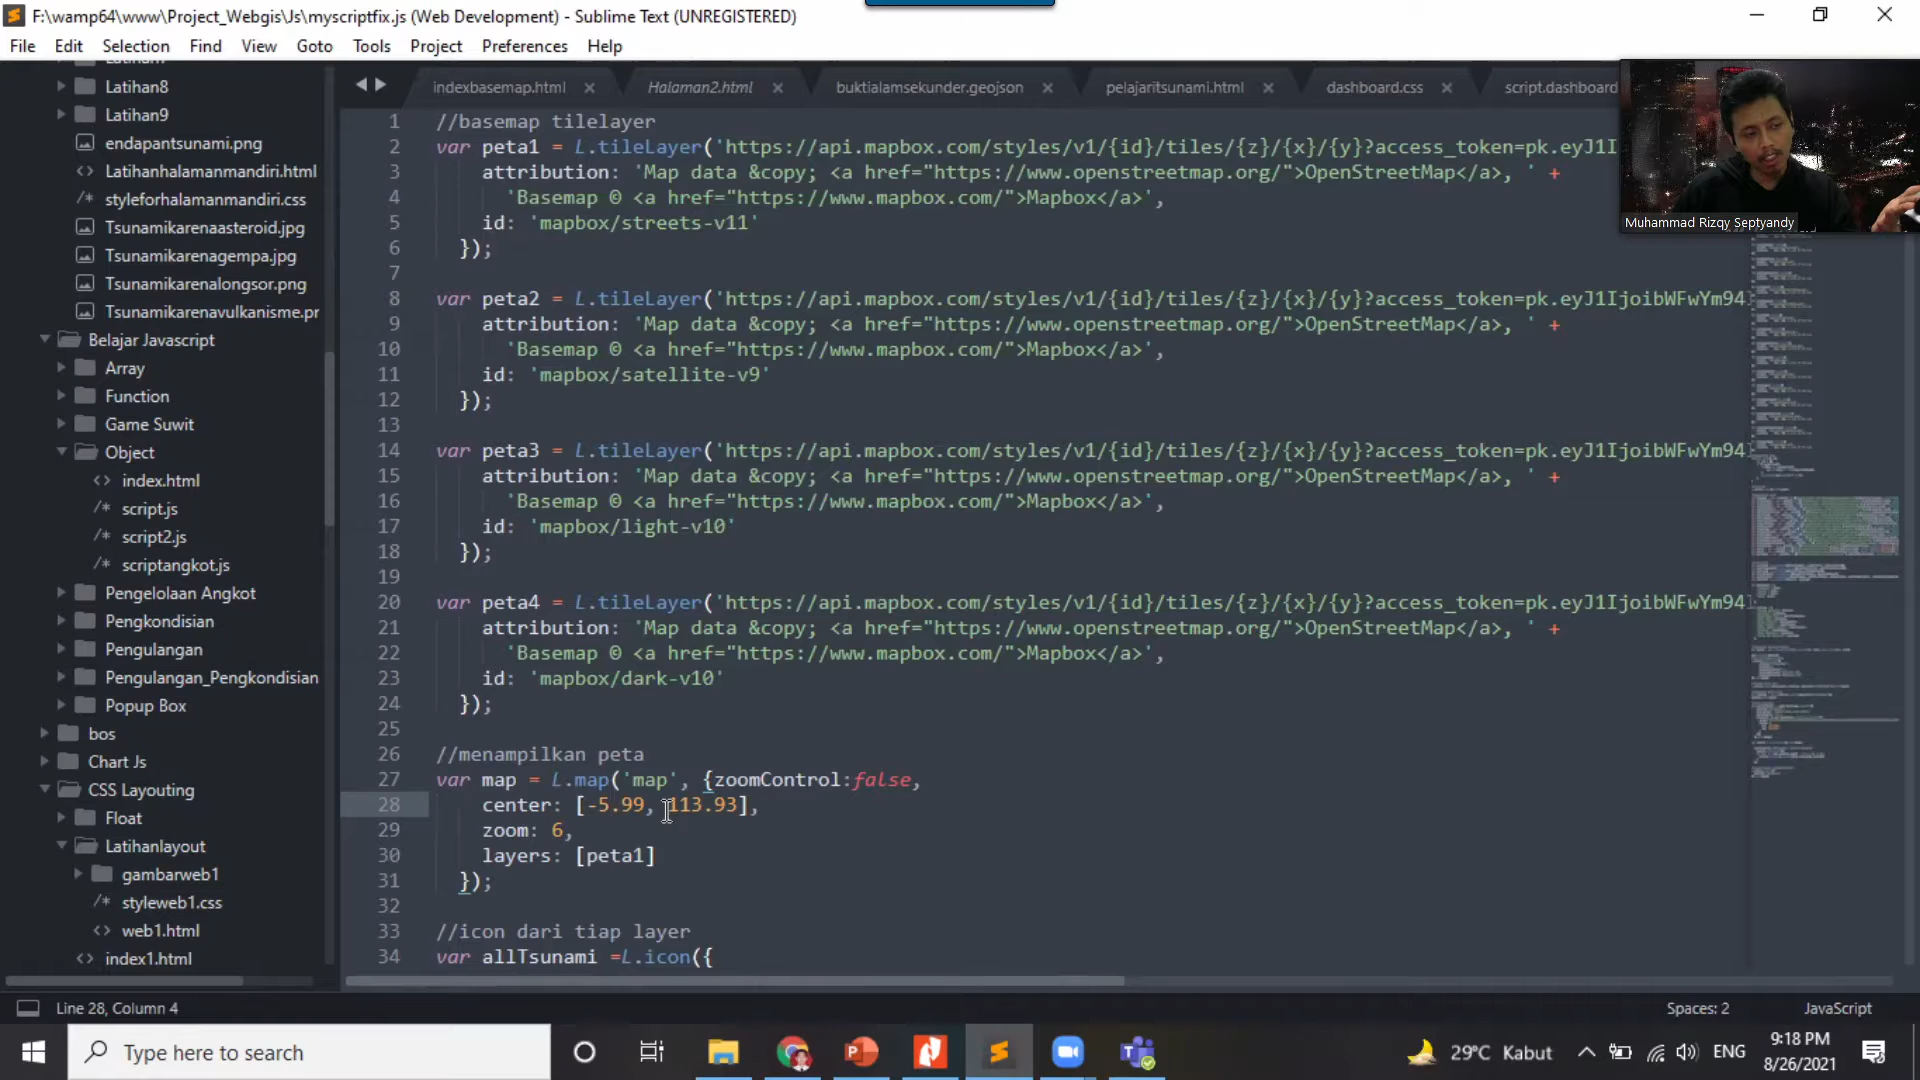 F:\wamp64\www\Project_Webgis\Js\myscriptfix.js (Web Development) - Sublime Text (UNREGISTERED)
File Edit Selection Find View Goto Tools Project Preferences Help
Latihan8
Latihan9
endapantsunami.png
Latihanhalamanmandiri.html
styleforhalamanmandiri.css
Tsunamikarenaasteroid.jpg
Tsunamikarenagempa.jpg
Tsunamikarenalongsor.png
Tsunamikarenavulkanisme.pr
Belajar Javascript
Array
Function
Game Suwit
Object
index.html
script.js
script2.js
scriptangkot.js
Pengelolaan Angkot
Pengkondisian
Pengulangan
Pengulangan_Pengkondisian
Popup Box
bos
Chart Js
CSS Layouting
Float
Latihanlayout
gambarweb1
styleweb1.css
web1.html
index1.html
indexbasemap.html Halaman2.html buktialamsekunder.geojson pelajaritsunami.html dashboard.css script.dashboard
1 //basemap tilelayer
2 var peta1 = L.tileLayer('https://api.mapbox.com/styles/v1/{id}/tiles/{z}/{x}/{y}?access_token=pk.eyJ1I
3 attribution: 'Map data &copy; <a href="https://www.openstreetmap.org/">OpenStreetMap</a>, ' +
4 'Basemap © <a href="https://www.mapbox.com/">Mapbox</a>',
5 id: 'mapbox/streets-v11'
6 });
7
8 var peta2 = L.tileLayer('https://api.mapbox.com/styles/v1/{id}/tiles/{z}/{x}/{y}?access_token=pk.eyJ1IjoibWFwYm94
9 attribution: 'Map data &copy; <a href="https://www.openstreetmap.org/">OpenStreetMap</a>, ' +
10 'Basemap © <a href="https://www.mapbox.com/">Mapbox</a>',
11 id: 'mapbox/satellite-v9'
12 });
13
14 var peta3 = L.tileLayer('https://api.mapbox.com/styles/v1/{id}/tiles/{z}/{x}/{y}?access_token=pk.eyJ1IjoibWFwYm94
15 attribution: 'Map data &copy; <a href="https://www.openstreetmap.org/">OpenStreetMap</a>, ' +
16 'Basemap © <a href="https://www.mapbox.com/">Mapbox</a>',
17 id: 'mapbox/light-v10'
18 });
19
20 var peta4 = L.tileLayer('https://api.mapbox.com/styles/v1/{id}/tiles/{z}/{x}/{y}?access_token=pk.eyJ1IjoibWFwYm94
21 attribution: 'Map data &copy; <a href="https://www.openstreetmap.org/">OpenStreetMap</a>, ' +
22 'Basemap © <a href="https://www.mapbox.com/">Mapbox</a>',
23 id: 'mapbox/dark-v10'
24 });
25
26 //menampilkan peta
27 var map = L.map('map', {zoomControl:false,
28 center: [-5.99, 113.93],
29 zoom: 6,
30 layers: [peta1]
31 });
32
33 //icon dari tiap layer
34 var allTsunami =L.icon({
Muhammad Rizqy Septyandy
Line 28, Column 4
Spaces: 2
JavaScript
Type here to search
29°C Kabut
ENG
9:18 PM
8/26/2021